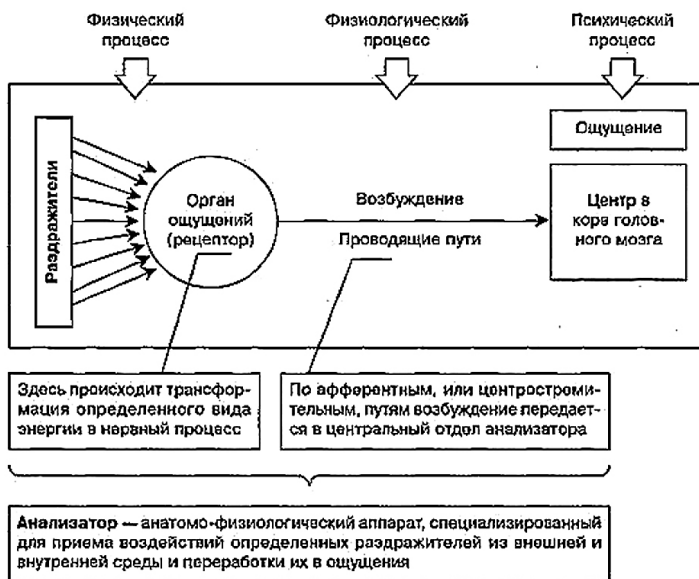 Физический
процесс
Физиологический
процесс
Психический
процесс
Раздражители
Орган
ощущений
(рецептор)
Возбуждение
Проводящие пути
Ощущение
Центр в
коре голов-
ного мозга
Здесь происходит трансфор-
мация определенного вида
энергии в нервный процесс
По афферентным, или центростреми-
тельным, путям возбуждение передает-
ся в центральный отдел анализатора
Анализатор — анатомо-физиологический аппарат, специализированный
для приема воздействий определенных раздражителей из внешней и
внутренней среды и переработки их в ощущения